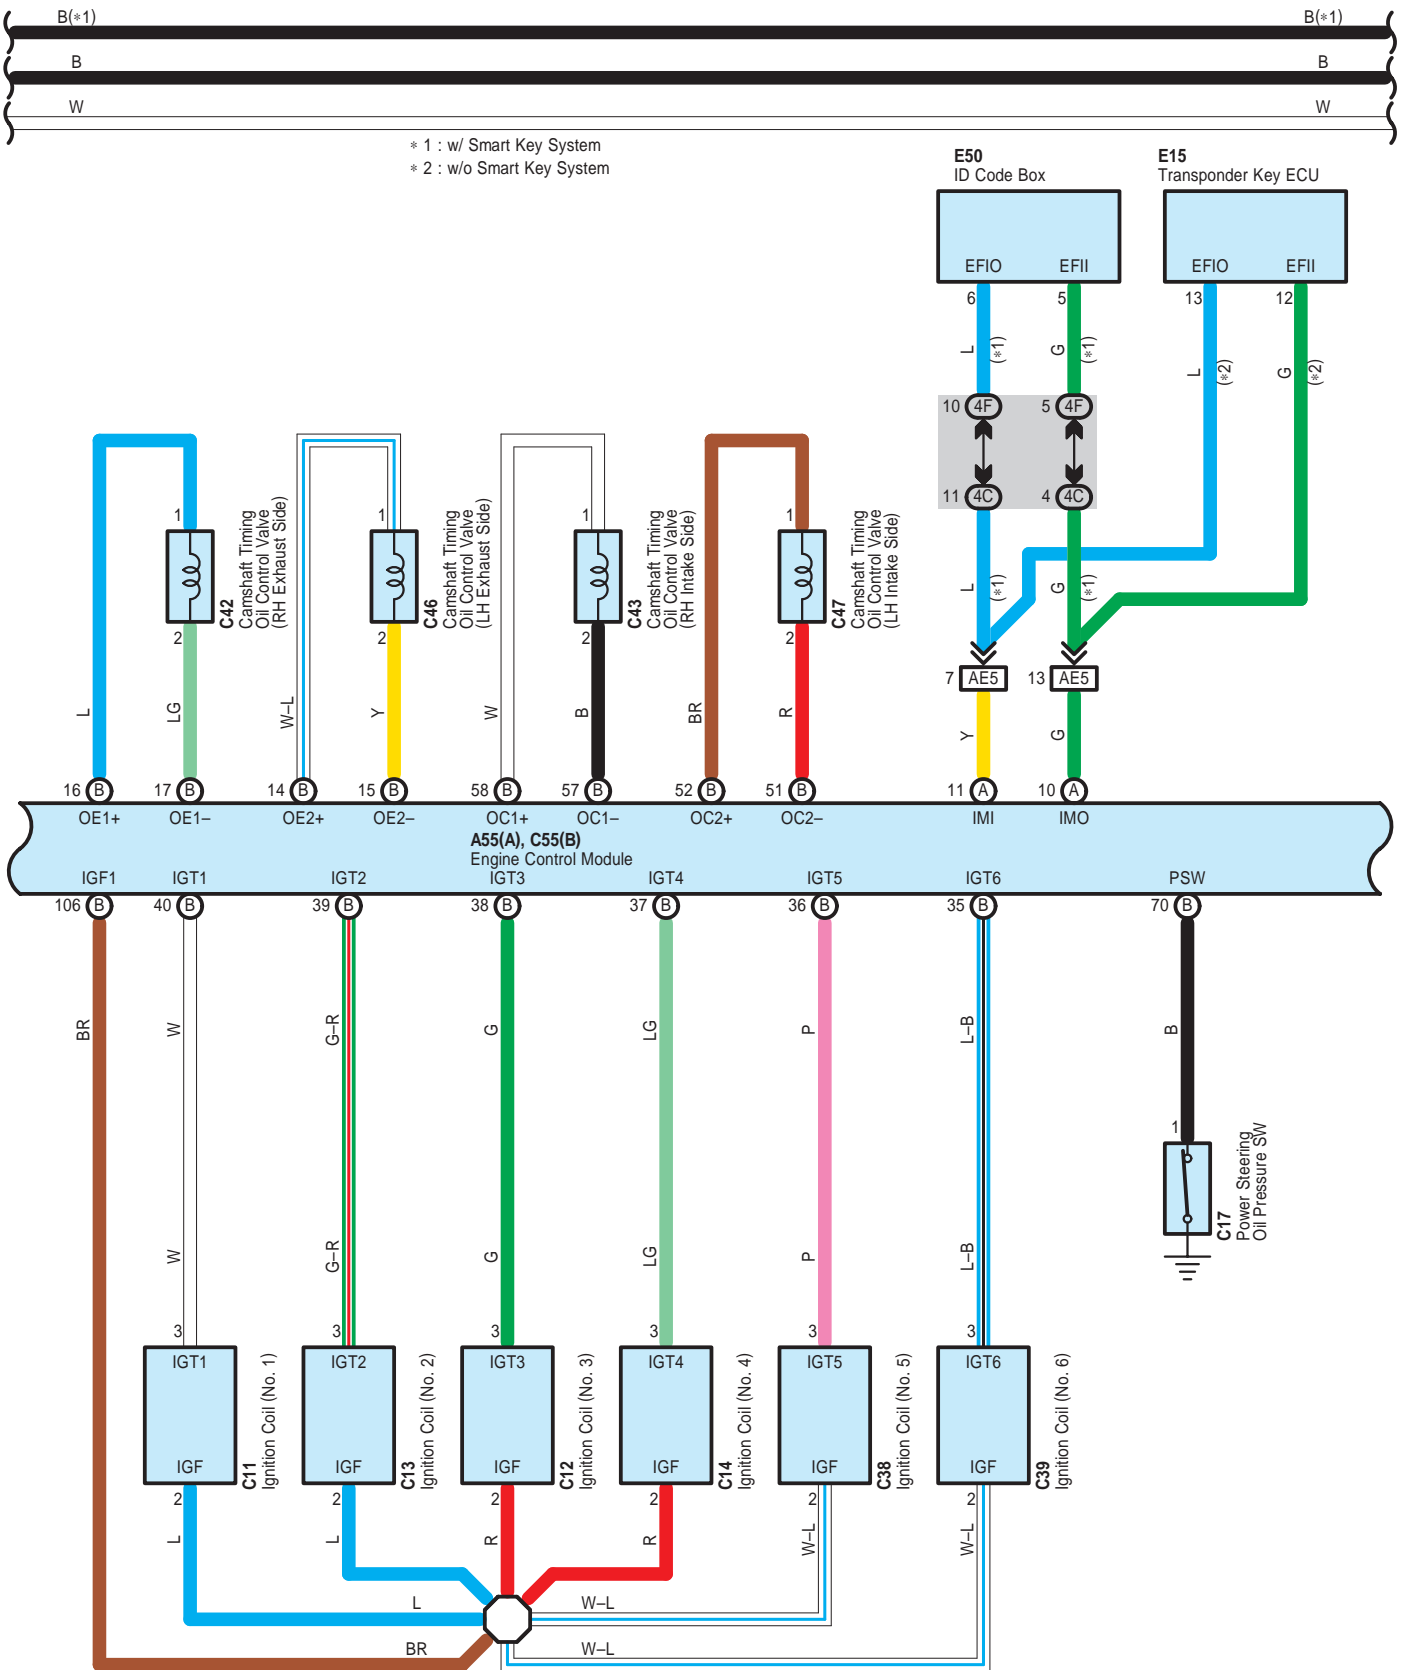 B(∗1) B(∗1)
B B
W W
∗ 1 : w/ Smart Key System
∗ 2 : w/o Smart Key System
E50
ID Code Box
E15
Transponder Key ECU
EFIO EFII EFIO EFII
6 5 13 12
L (∗1) G (∗1) L (∗2) G (∗2)
10 4F 5 4F
11 4C 4 4C
1 1 1 1
C42
Camshaft Timing
Oil Control Valve
(RH Exhaust Side)
C46
Camshaft Timing
Oil Control Valve
(LH Exhaust Side)
C43
Camshaft Timing
Oil Control Valve
(RH Intake Side)
C47
Camshaft Timing
Oil Control Valve
(LH Intake Side)
2 2 2 2
L (∗1) G (∗1)
7 AE5 13 AE5
L LG W–L Y W B BR R Y G
16 B 17 B 14 B 15 B 58 B 57 B 52 B 51 B 11 A 10 A
OE1+ OE1– OE2+ OE2– OC1+ OC1– OC2+ OC2– IMI IMO
A55(A), C55(B)
Engine Control Module
IGF1 IGT1 IGT2 IGT3 IGT4 IGT5 IGT6 PSW
106 B 40 B 39 B 38 B 37 B 36 B 35 B 70 B
BR W G–R G LG P L–B B
1
C17
Power Steering
Oil Pressure SW
W G–R G LG P L–B
3 3 3 3 3 3
IGT1 IGT2 IGT3 IGT4 IGT5 IGT6
C11
Ignition Coil (No. 1)
C13
Ignition Coil (No. 2)
C12
Ignition Coil (No. 3)
C14
Ignition Coil (No. 4)
C38
Ignition Coil (No. 5)
C39
Ignition Coil (No. 6)
IGF IGF IGF IGF IGF IGF
2 2 2 2 2 2
L L R R W–L W–L
L W–L
BR W–L